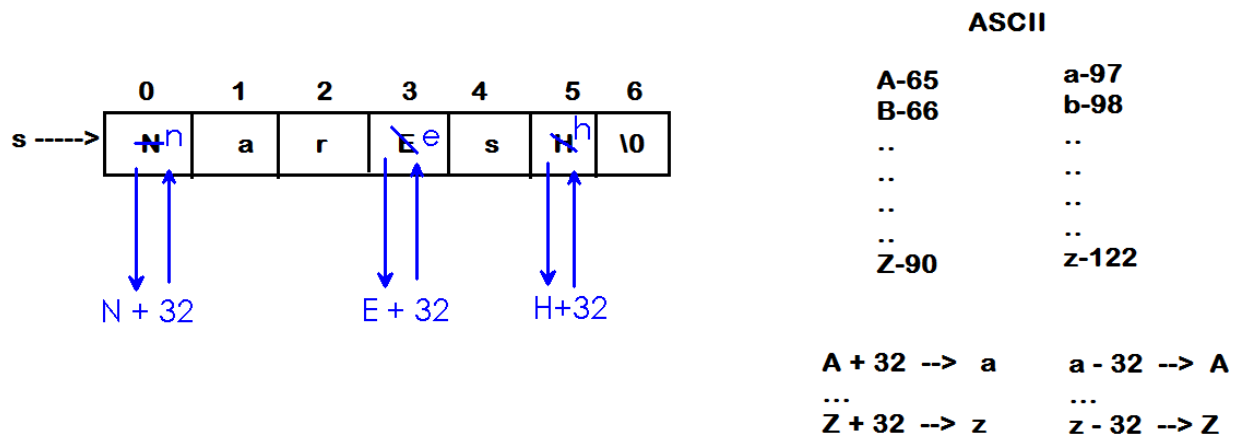 0 1 2 3 4 5 6
s -----> N n a r E e s H h \0
N + 32 E + 32 H+32
ASCII
A-65 a-97
B-66 b-98
.. ..
.. ..
.. ..
.. ..
Z-90 z-122
A + 32 --> a a - 32 --> A
... ...
Z + 32 --> z z - 32 --> Z